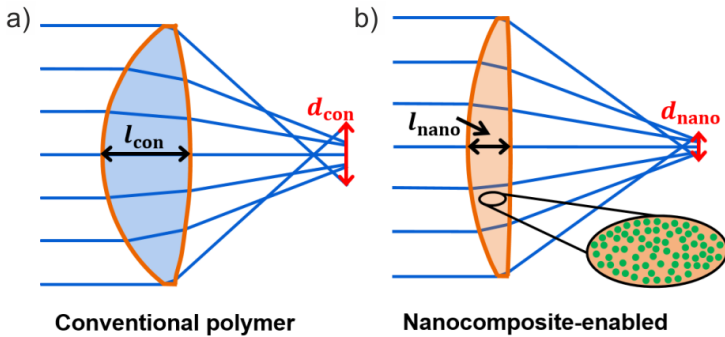 a)
l_con
d_con
Conventional polymer
b)
l_nano
d_nano
Nanocomposite-enabled